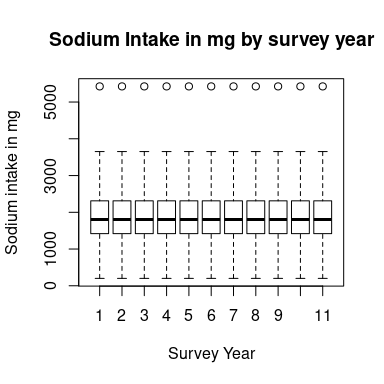 Sodium Intake in mg by survey year
Sodium intake in mg
5000
3000
1000
0
1 2 3 4 5 6 7 8 9 11
Survey Year